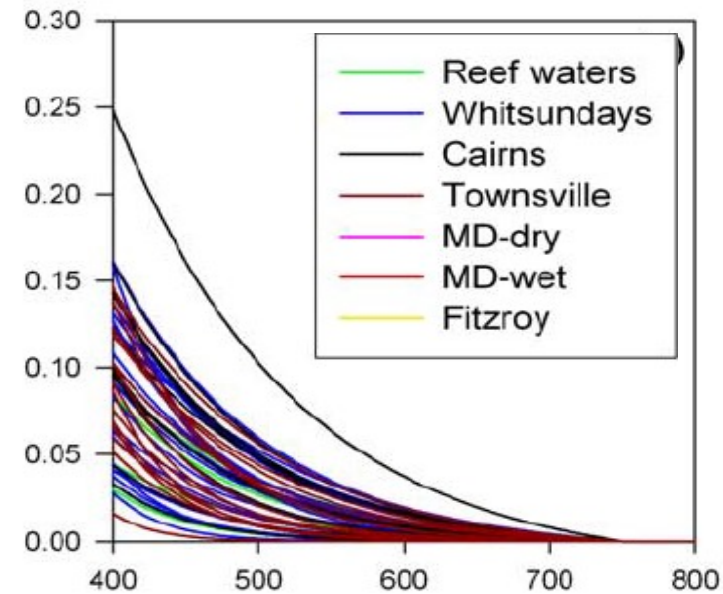 0.30
0.25
0.20
0.15
0.10
0.05
0.00
400 500 600 700 800
)
Reef waters
Whitsundays
Cairns
Townsville
MD-dry
MD-wet
Fitzroy